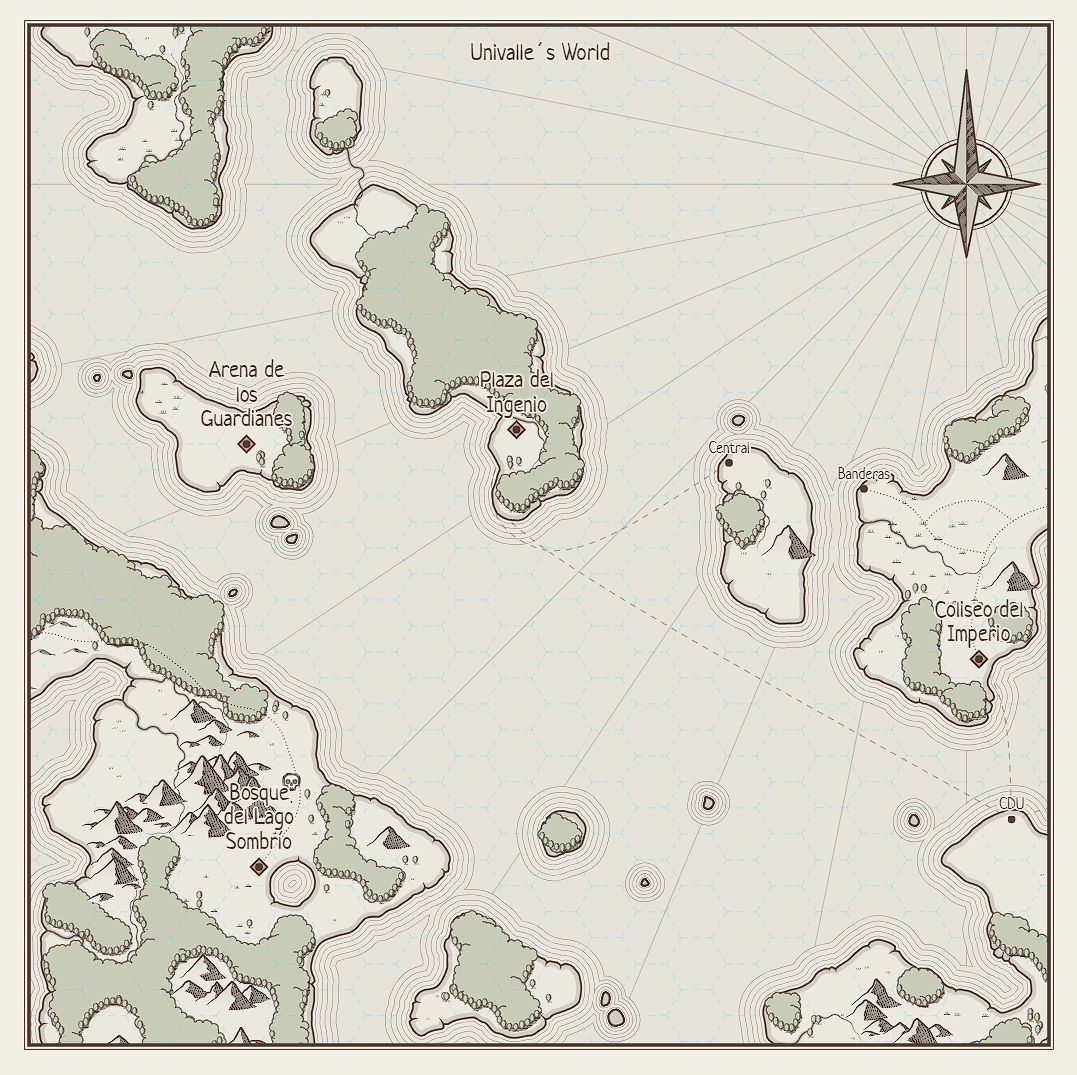 Univalle´s World
Arena de
los
Guardianes
Plaza del
Ingenio
Central
Banderas
Coliseo del
Imperio
Bosque
del Lago
Sombrío
CDU